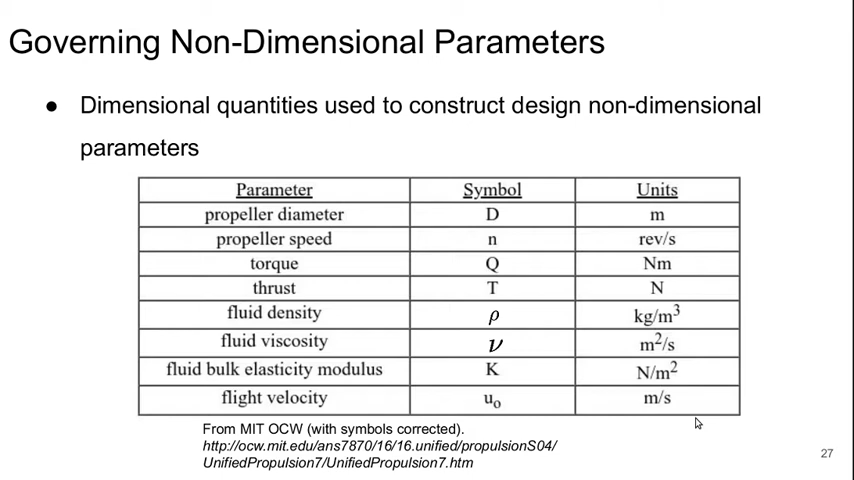 Governing Non-Dimensional Parameters
● Dimensional quantities used to construct design non-dimensional
parameters
Parameter Symbol Units
propeller diameter D m
propeller speed n rev/s
torque Q Nm
thrust T N
fluid density ρ kg/m³
fluid viscosity ν m²/s
fluid bulk elasticity modulus K N/m²
flight velocity u₀ m/s
From MIT OCW (with symbols corrected).
http://ocw.mit.edu/ans7870/16/16.unified/propulsionS04/
UnifiedPropulsion7/UnifiedPropulsion7.htm
27